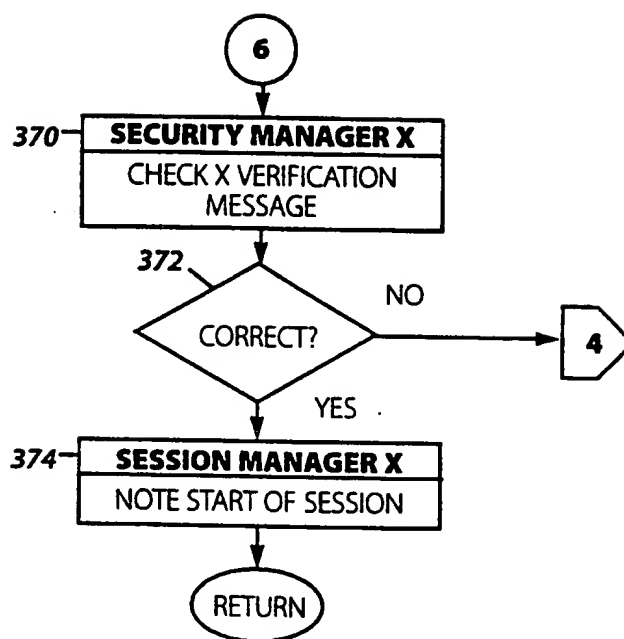 6
370
SECURITY MANAGER X
CHECK X VERIFICATION
MESSAGE
372
NO
CORRECT?
4
YES
374
SESSION MANAGER X
NOTE START OF SESSION
RETURN